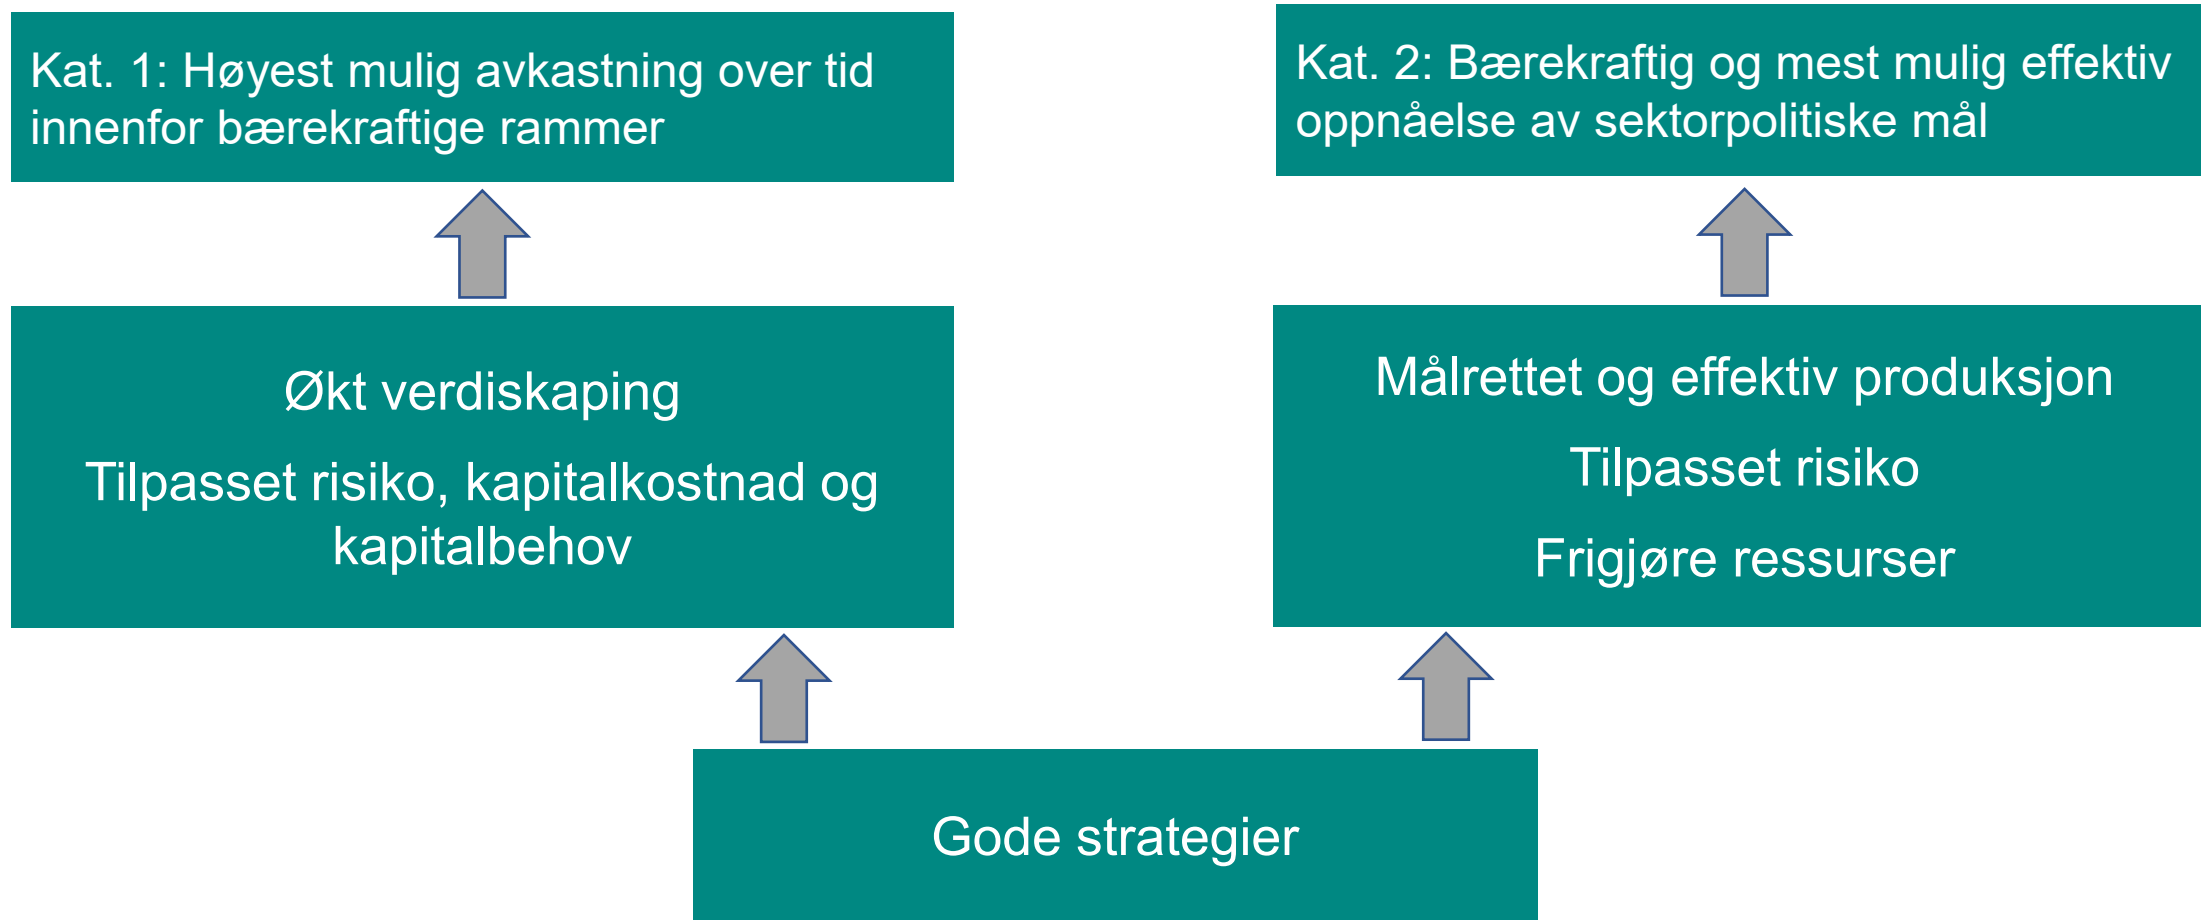 Kat. 1: Høyest mulig avkastning over tid
innenfor bærekraftige rammer
Kat. 2: Bærekraftig og mest mulig effektiv
oppnåelse av sektorpolitiske mål
Økt verdiskaping
Tilpasset risiko, kapitalkostnad og
kapitalbehov
Målrettet og effektiv produksjon
Tilpasset risiko
Frigjøre ressurser
Gode strategier